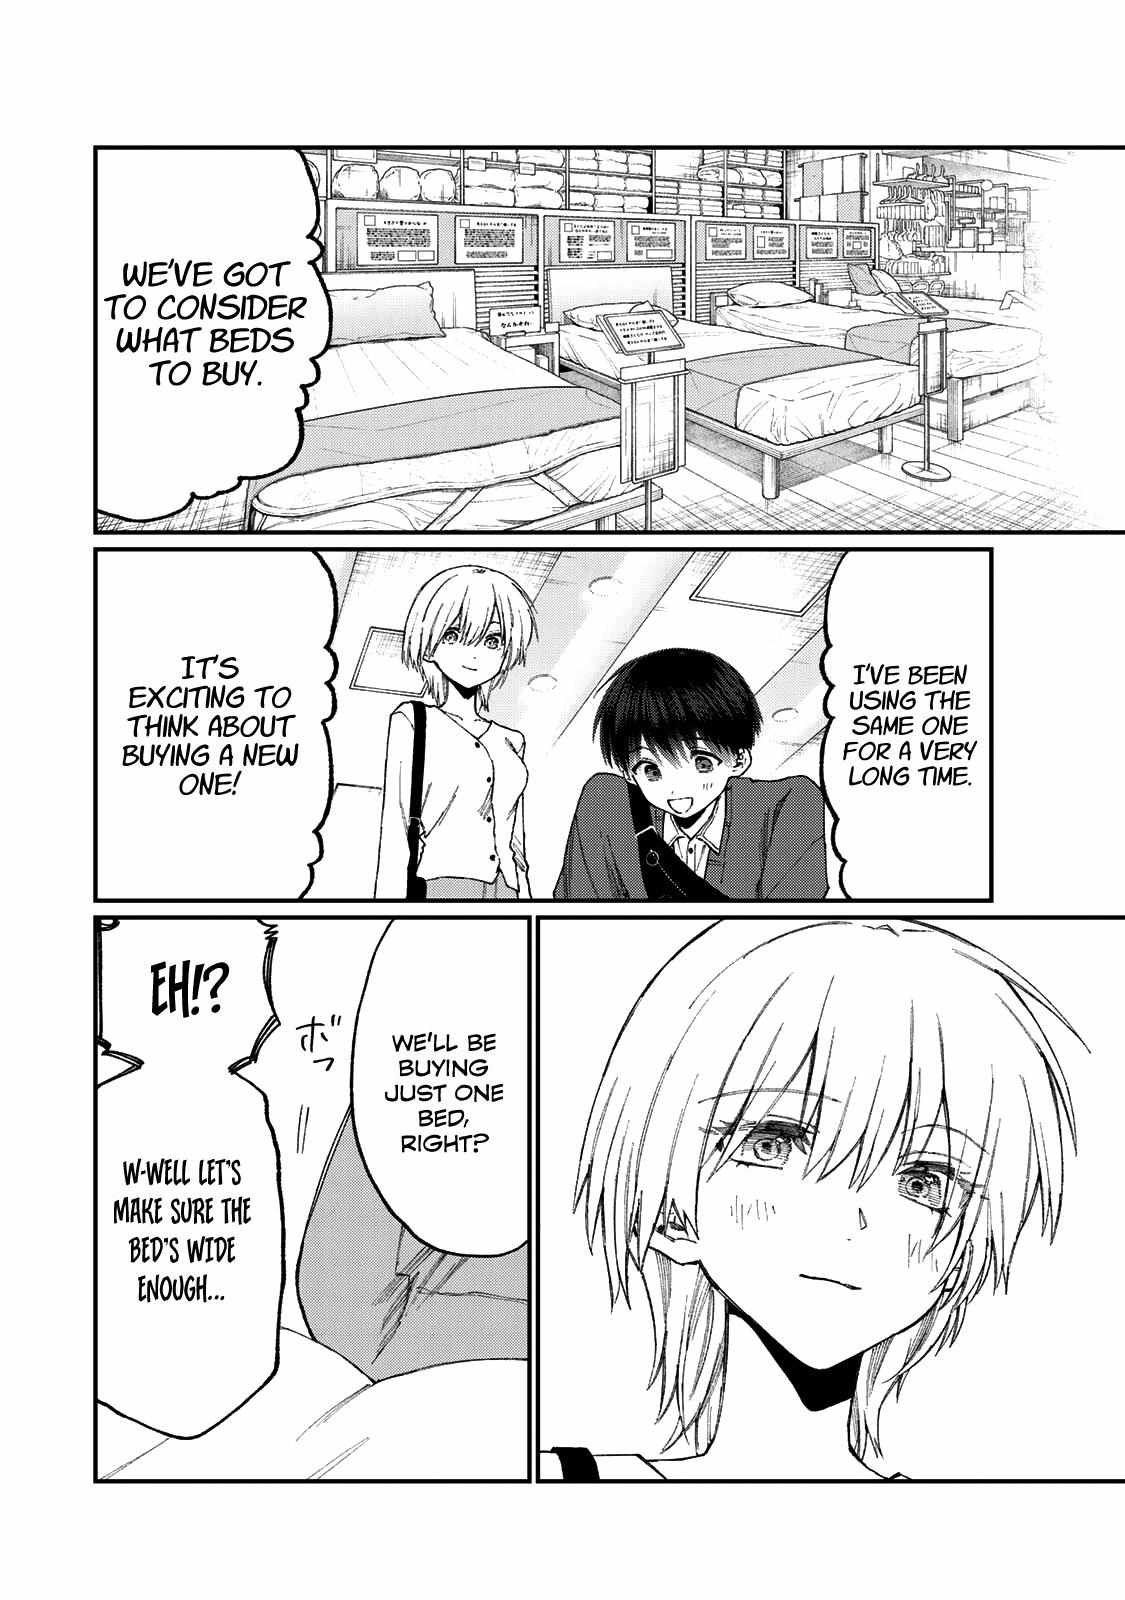 WE'VE GOT
TO CONSIDER
WHAT BEDS
TO BUY.
I'VE BEEN
USING THE
SAME ONE
FOR A VERY
LONG TIME.
IT'S
EXCITING TO
THINK ABOUT
BUYING A NEW
ONE!
WE'LL BE
BUYING
JUST ONE
BED,
RIGHT?
ボフ
EH!?
W-WELL LET'S
MAKE SURE THE
BED'S WIDE
ENOUGH...